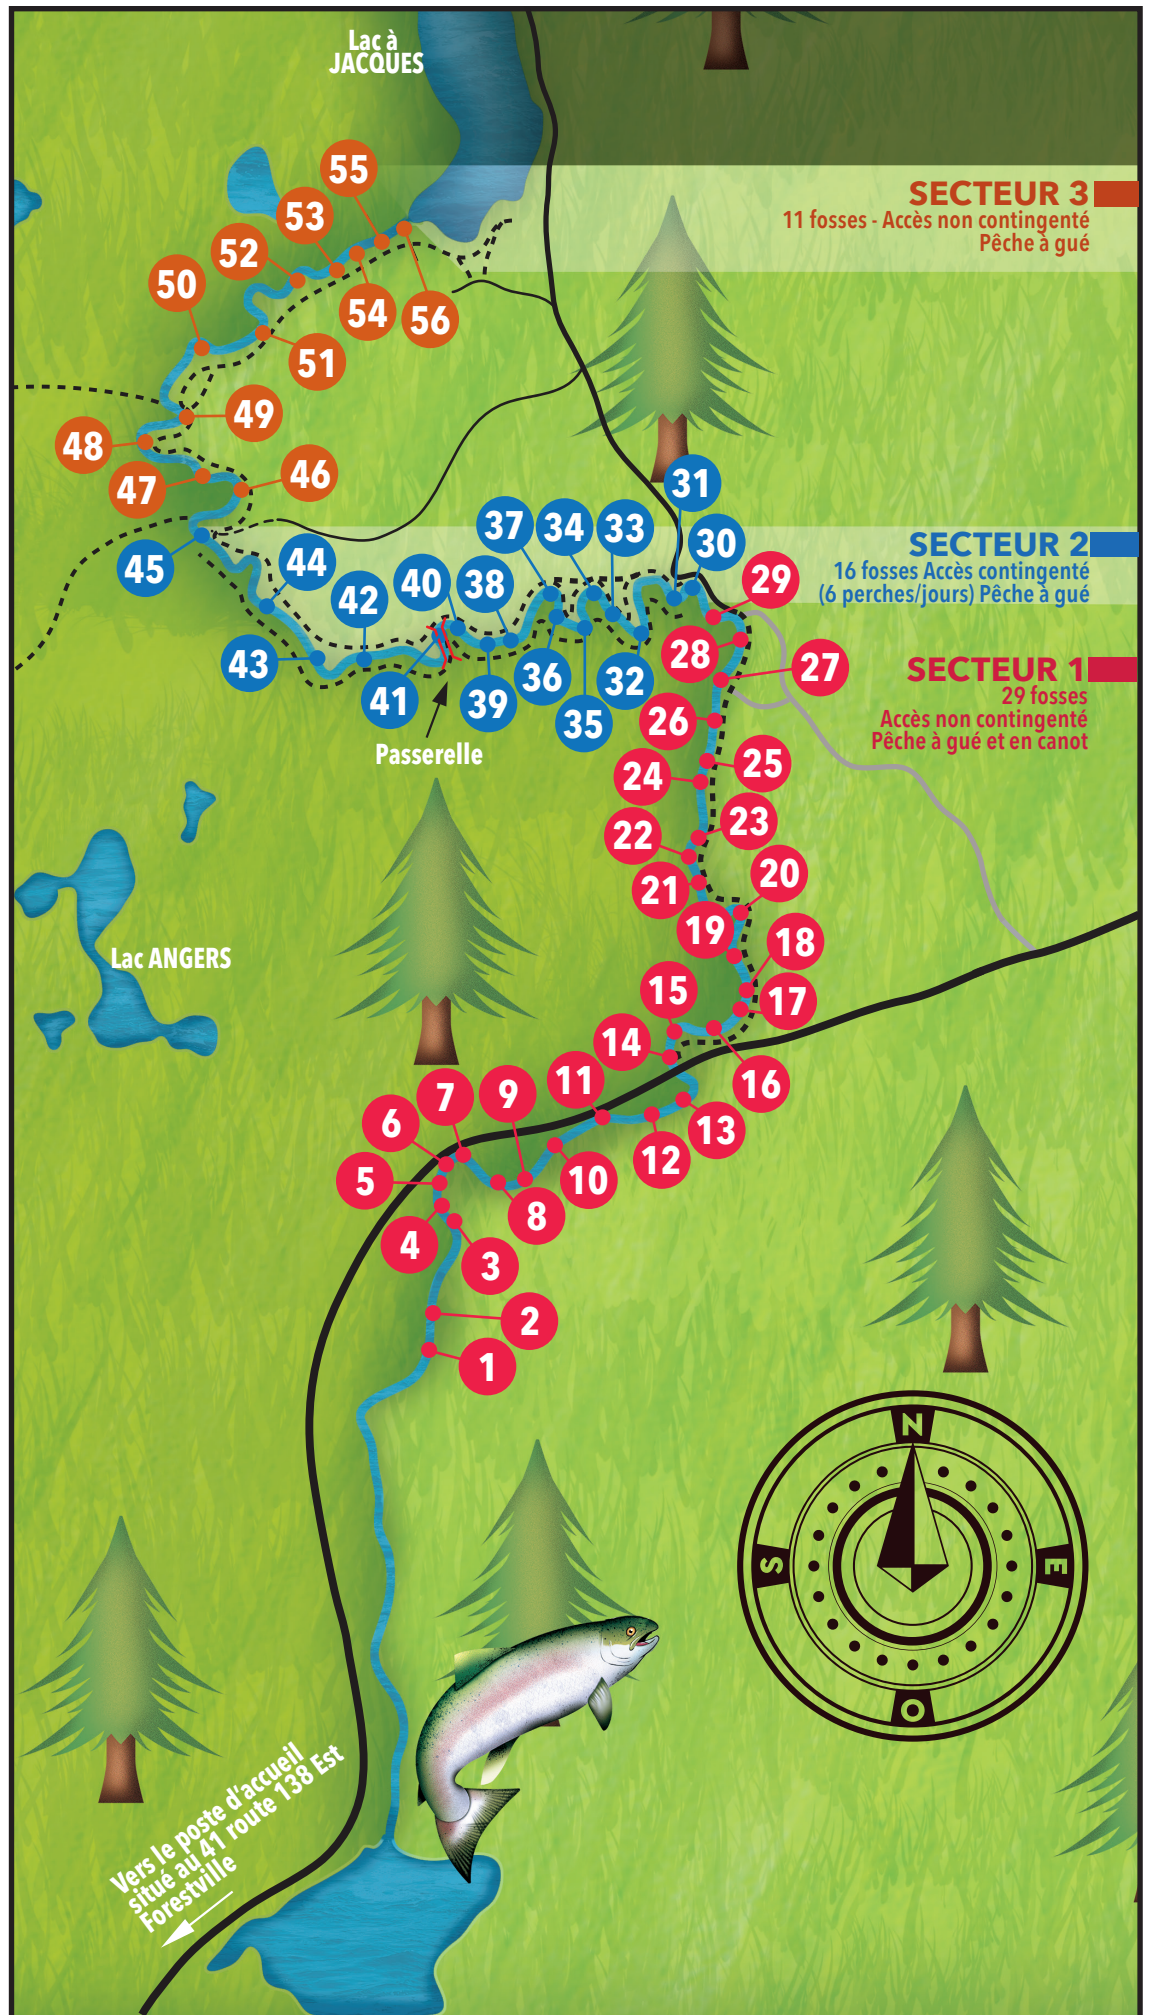 Lac à
JACQUES
55
53
52
50
54
56
51
49
48
47
46
SECTEUR 3
11 fosses - Accès non contingenté
Pêche à gué
31
37
34
33
30
45
44
42
40
38
29
43
41
39
36
35
32
28
27
SECTEUR 2
16 fosses Accès contingenté
(6 perches/jours) Pêche à gué
SECTEUR 1
29 fosses
Accès non contingenté
Pêche à gué et en canot
Passerelle
26
25
24
23
22
21
20
19
18
Lac ANGERS
15
17
14
16
11
9
7
6
13
12
5
10
8
4
3
2
1
N
S
E
O
Vers le poste d'accueil
situé au 41 route 138 Est
Forestville